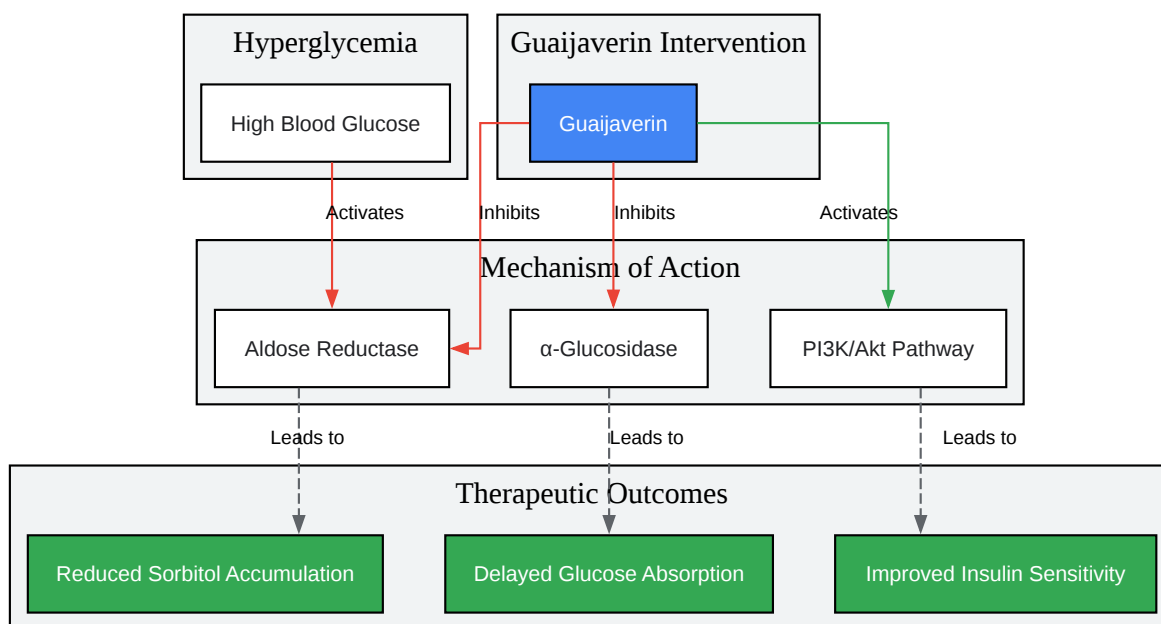 Hyperglycemia
Guaijaverin Intervention
High Blood Glucose
Guaijaverin
Activates
Inhibits
Inhibits
Activates
Mechanism of Action
Aldose Reductase
α-Glucosidase
PI3K/Akt Pathway
Leads to
Leads to
Leads to
Therapeutic Outcomes
Reduced Sorbitol Accumulation
Delayed Glucose Absorption
Improved Insulin Sensitivity